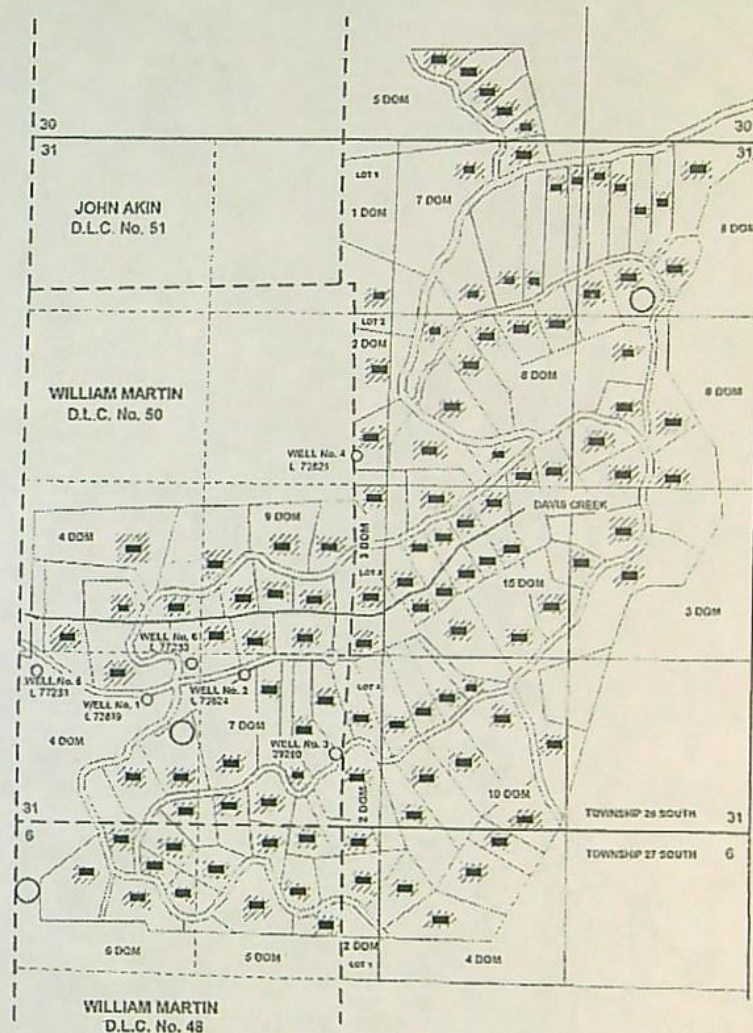 5 DOM
30
30
31
31
LOT 1
JOHN AKIN
D.L.C. No. 51
1 DOM
7 DOM
8 DOM
LOT 2
2 DOM
WILLIAM MARTIN
D.L.C. No. 50
8 DOM
WELL No. 4
9 DOM
4 DOM
3 DOM
DAVIS CREEK
LOT 3
15 DOM
3 DOM
WELL No. 6
L 77233
WELL No. 5
L 77231
WELL No. 2
L 72624
WELL No. 1
LOT 4
7 DOM
4 DOM
WELL No. 3
2 DOM
10 DOM
31
TOWNSHIP 26 SOUTH
31
6
TOWNSHIP 27 SOUTH
6
6 DOM
5 DOM
2 DOM
LOT 1
4 DOM
WILLIAM MARTIN
D.L.C. No. 48